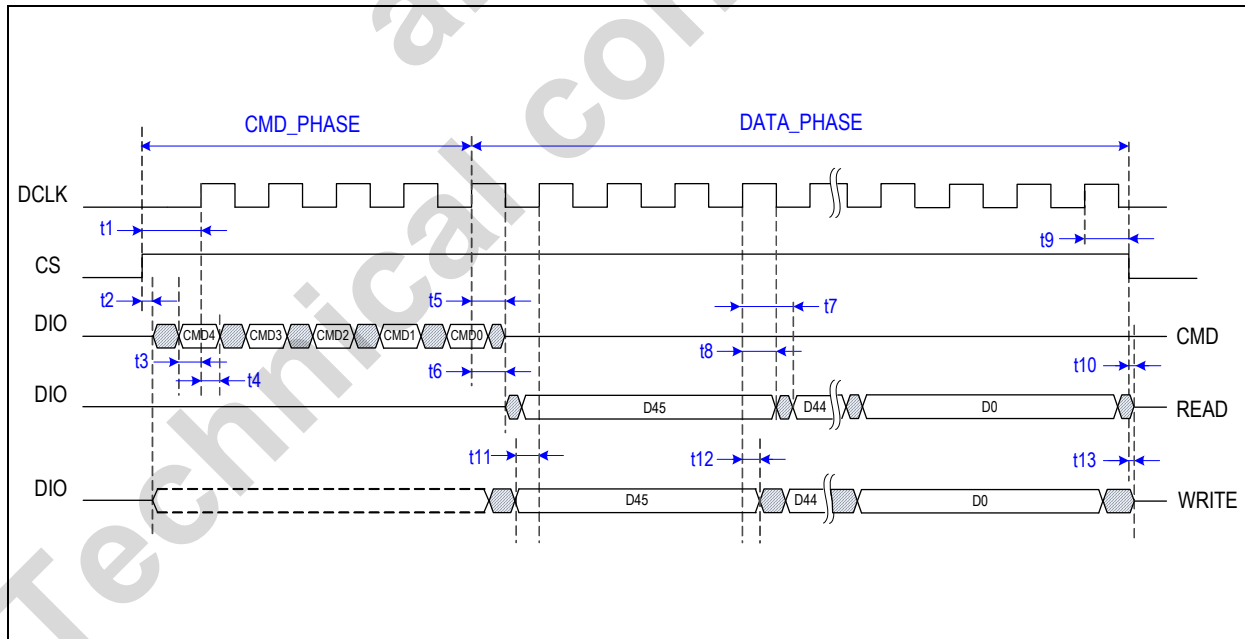 CMD_PHASE DATA_PHASE
DCLK
t1 t9
CS
t2 t5 t7
DIO CMD4 CMD3 CMD2 CMD1 CMD0 CMD
t3 t4 t6 t8 t10
DIO D45 D44 D0 READ
t11 t12 t13
DIO D45 D44 D0 WRITE
Technical con